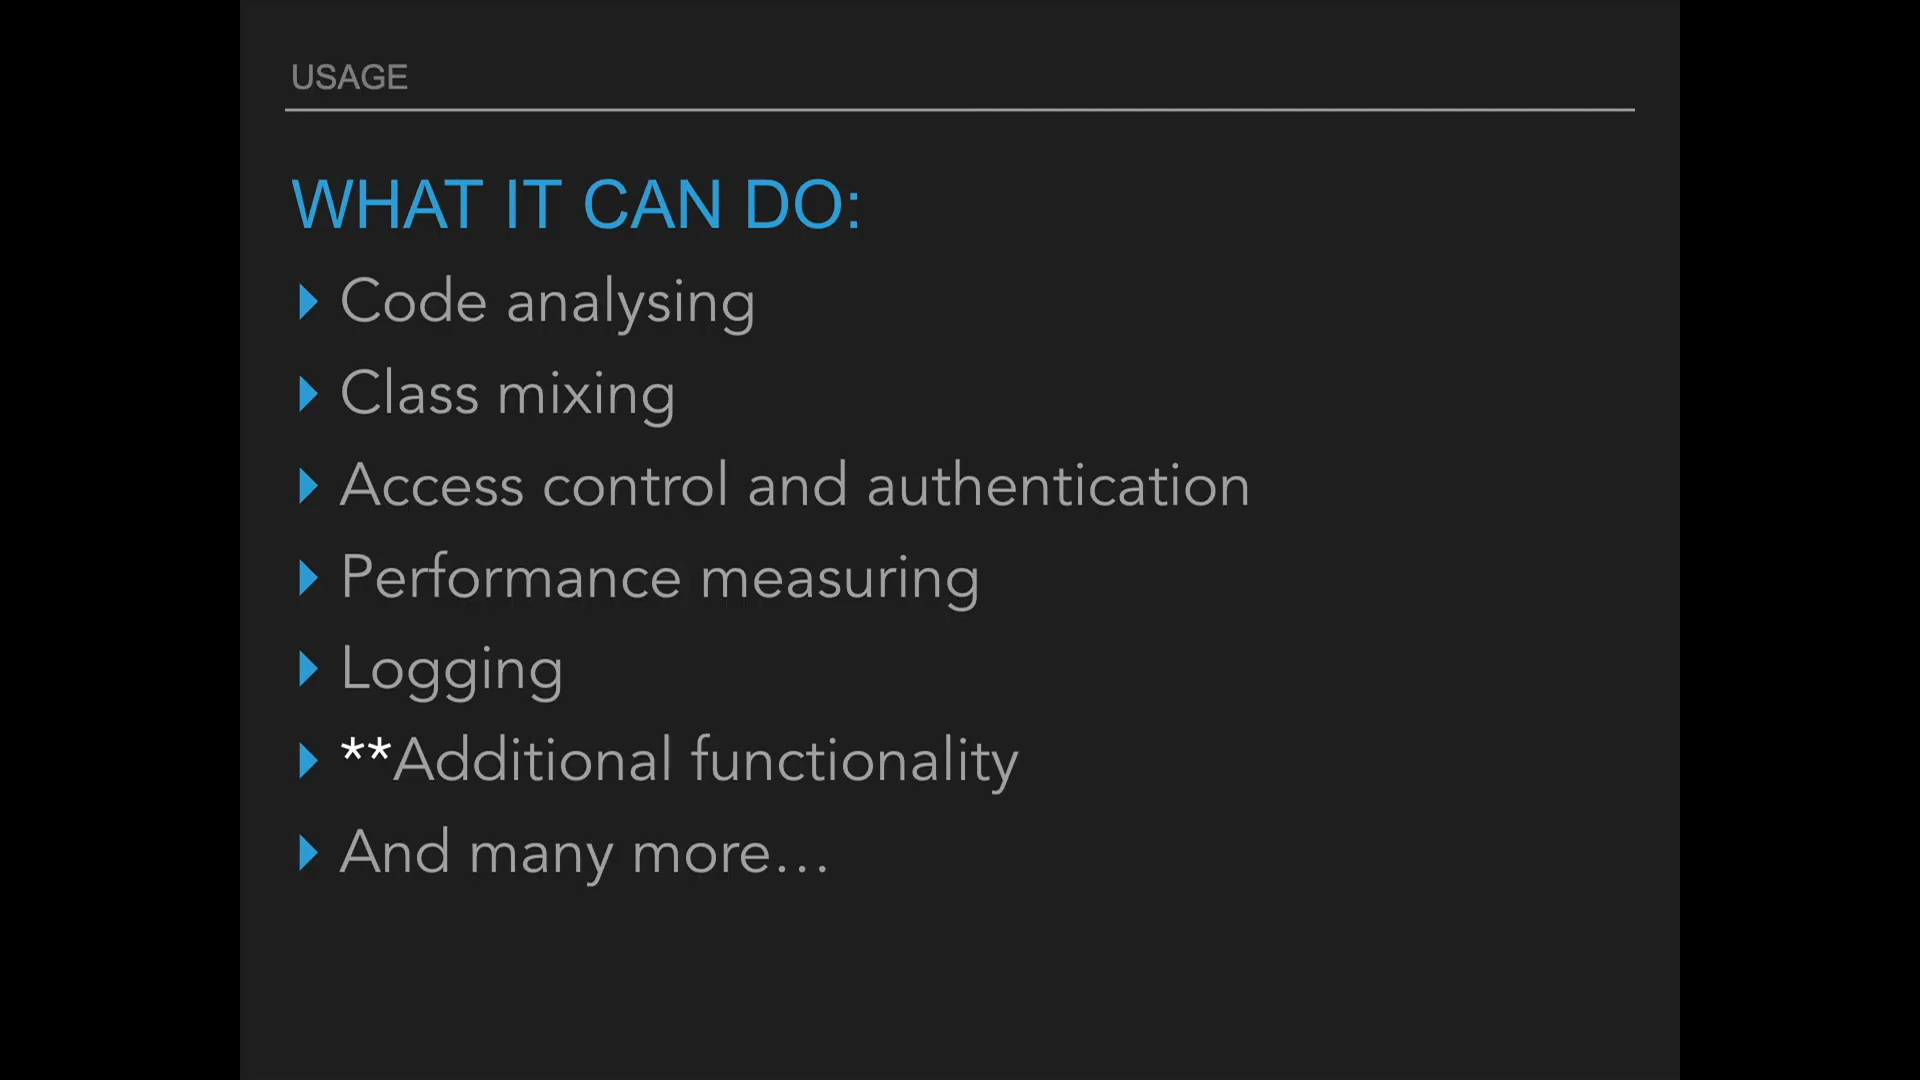 USAGE
WHAT IT CAN DO:
Code analysing
Class mixing
Access control and authentication
Performance measuring
Logging
**Additional functionality
And many more…